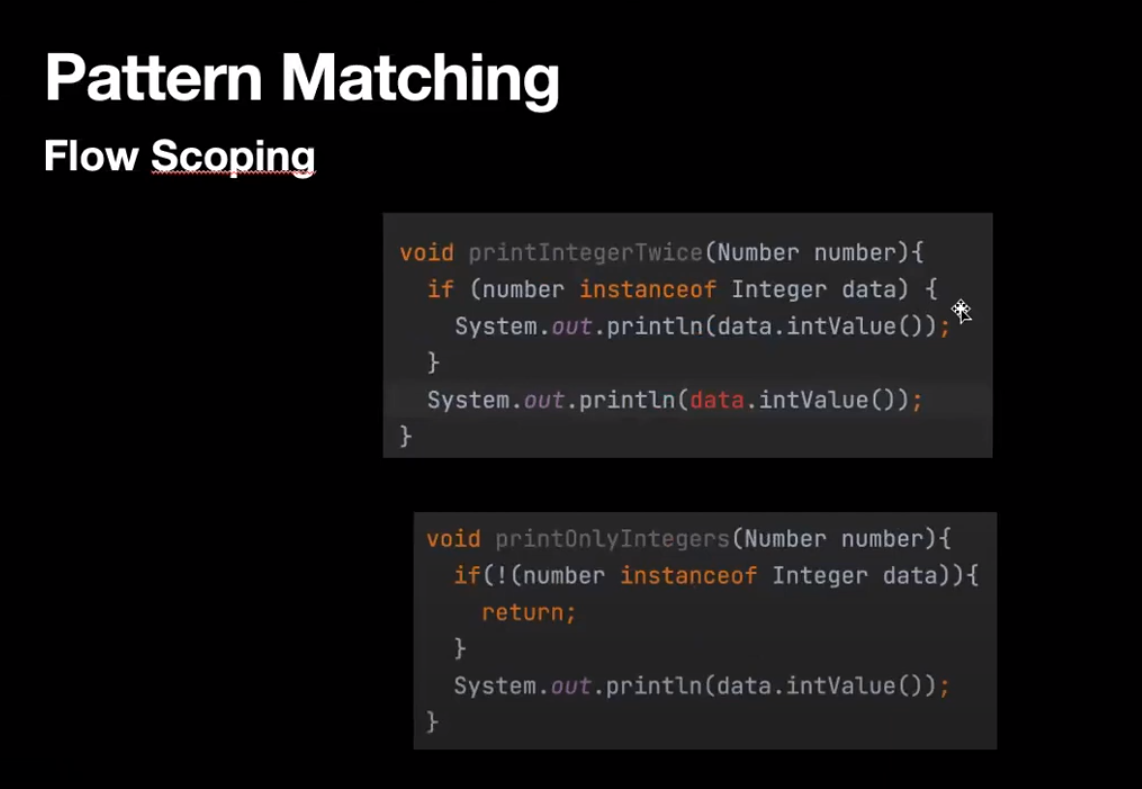 Pattern Matching
Flow Scoping
void printIntegerTwice(Number number){
if (number instanceof Integer data) {
System.out.println(data.intValue());
}
System.out.println(data.intValue());
}
void printOnlyIntegers(Number number){
if(!(number instanceof Integer data)){
return;
}
System.out.println(data.intValue());
}